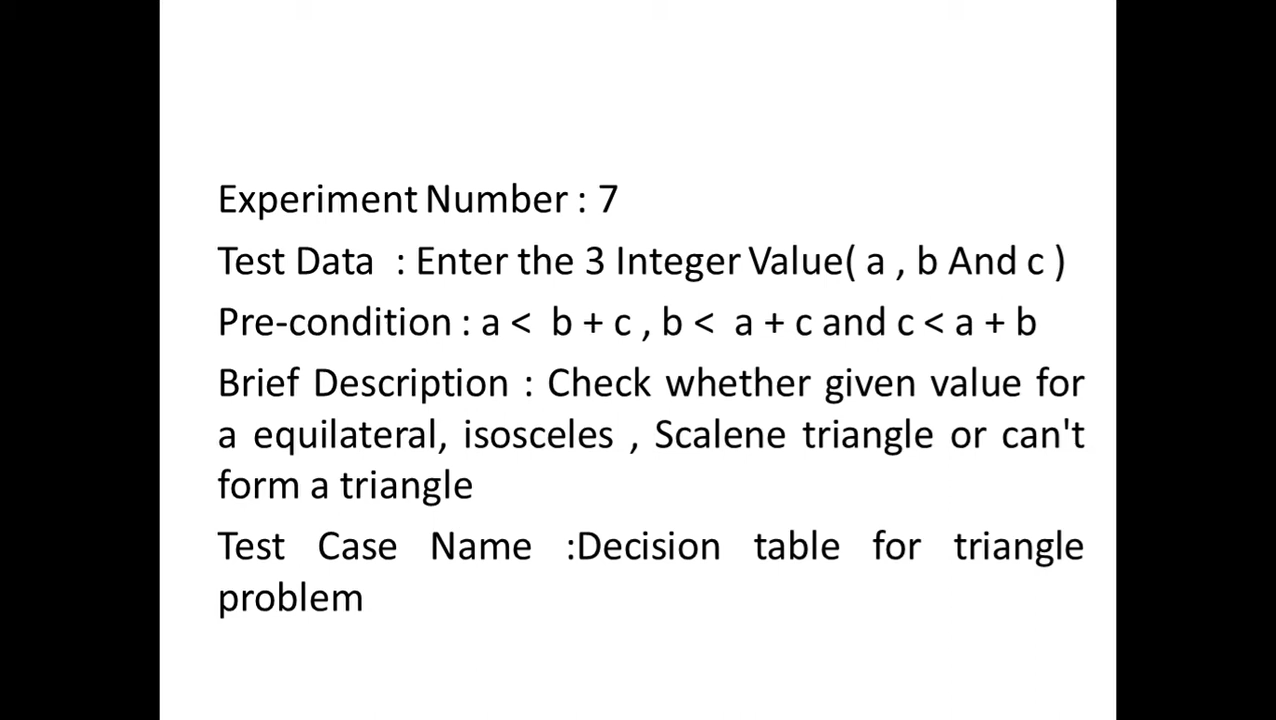 Experiment Number : 7
Test Data : Enter the 3 Integer Value( a , b And c )
Pre-condition : a < b + c , b < a + c and c < a + b
Brief Description : Check whether given value for
a equilateral, isosceles , Scalene triangle or can't
form a triangle
Test Case Name :Decision table for triangle
problem